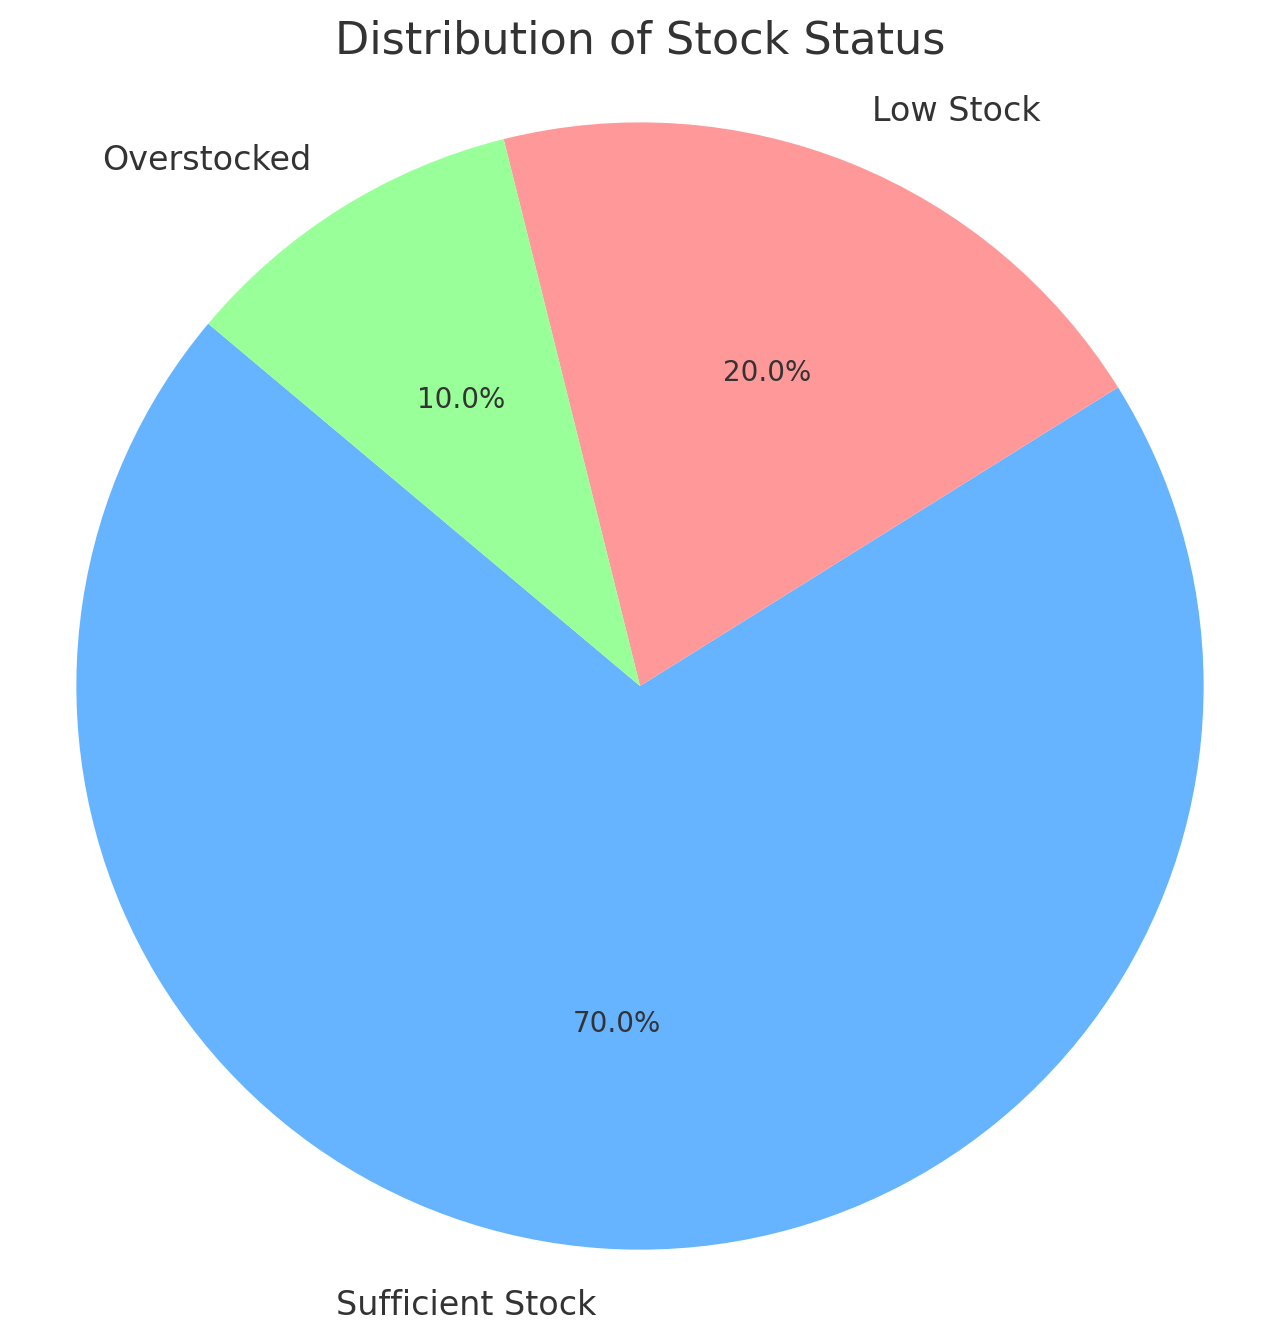 Distribution of Stock Status
Low Stock
Overstocked
20.0%
10.0%
70.0%
Sufficient Stock